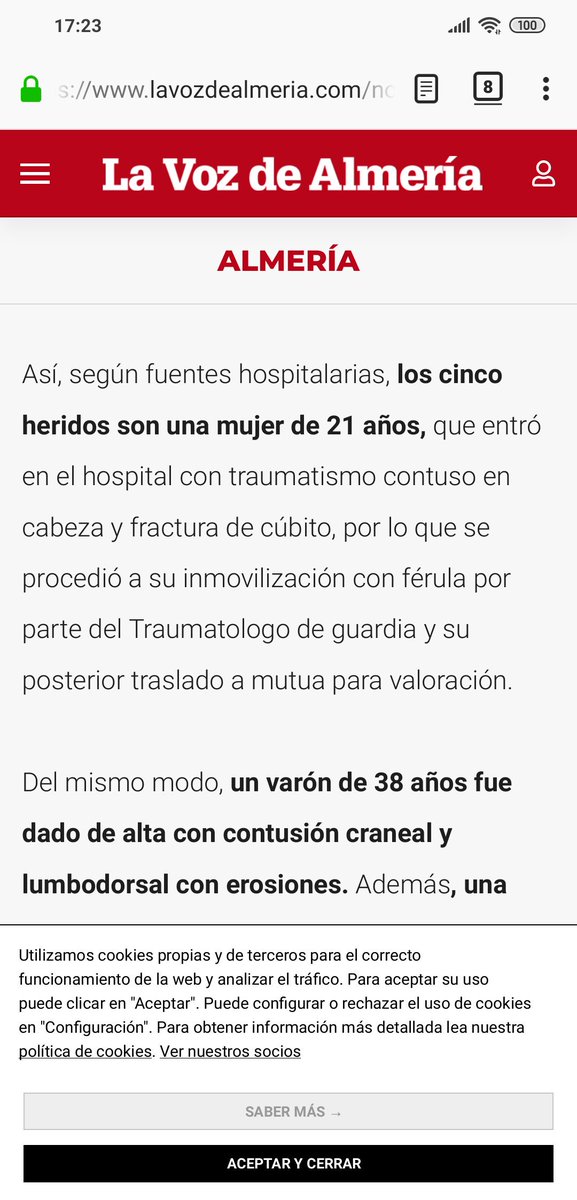 17:23
100
s://www.lavozdealmeria.com/no
8
La Voz de Almería
ALMERÍA
Así, según fuentes hospitalarias, los cinco
heridos son una mujer de 21 años, que entró
en el hospital con traumatismo contuso en
cabeza y fractura de cúbito, por lo que se
procedió a su inmovilización con férula por
parte del Traumatologo de guardia y su
posterior traslado a mutua para valoración.
Del mismo modo, un varón de 38 años fue
dado de alta con contusión craneal y
lumbodorsal con erosiones. Además, una
Utilizamos cookies propias y de terceros para el correcto
funcionamiento de la web y analizar el tráfico. Para aceptar su uso
puede clicar en "Aceptar". Puede configurar o rechazar el uso de cookies
en "Configuración". Para obtener información más detallada lea nuestra
política de cookies. Ver nuestros socios
SABER MÁS →
ACEPTAR Y CERRAR